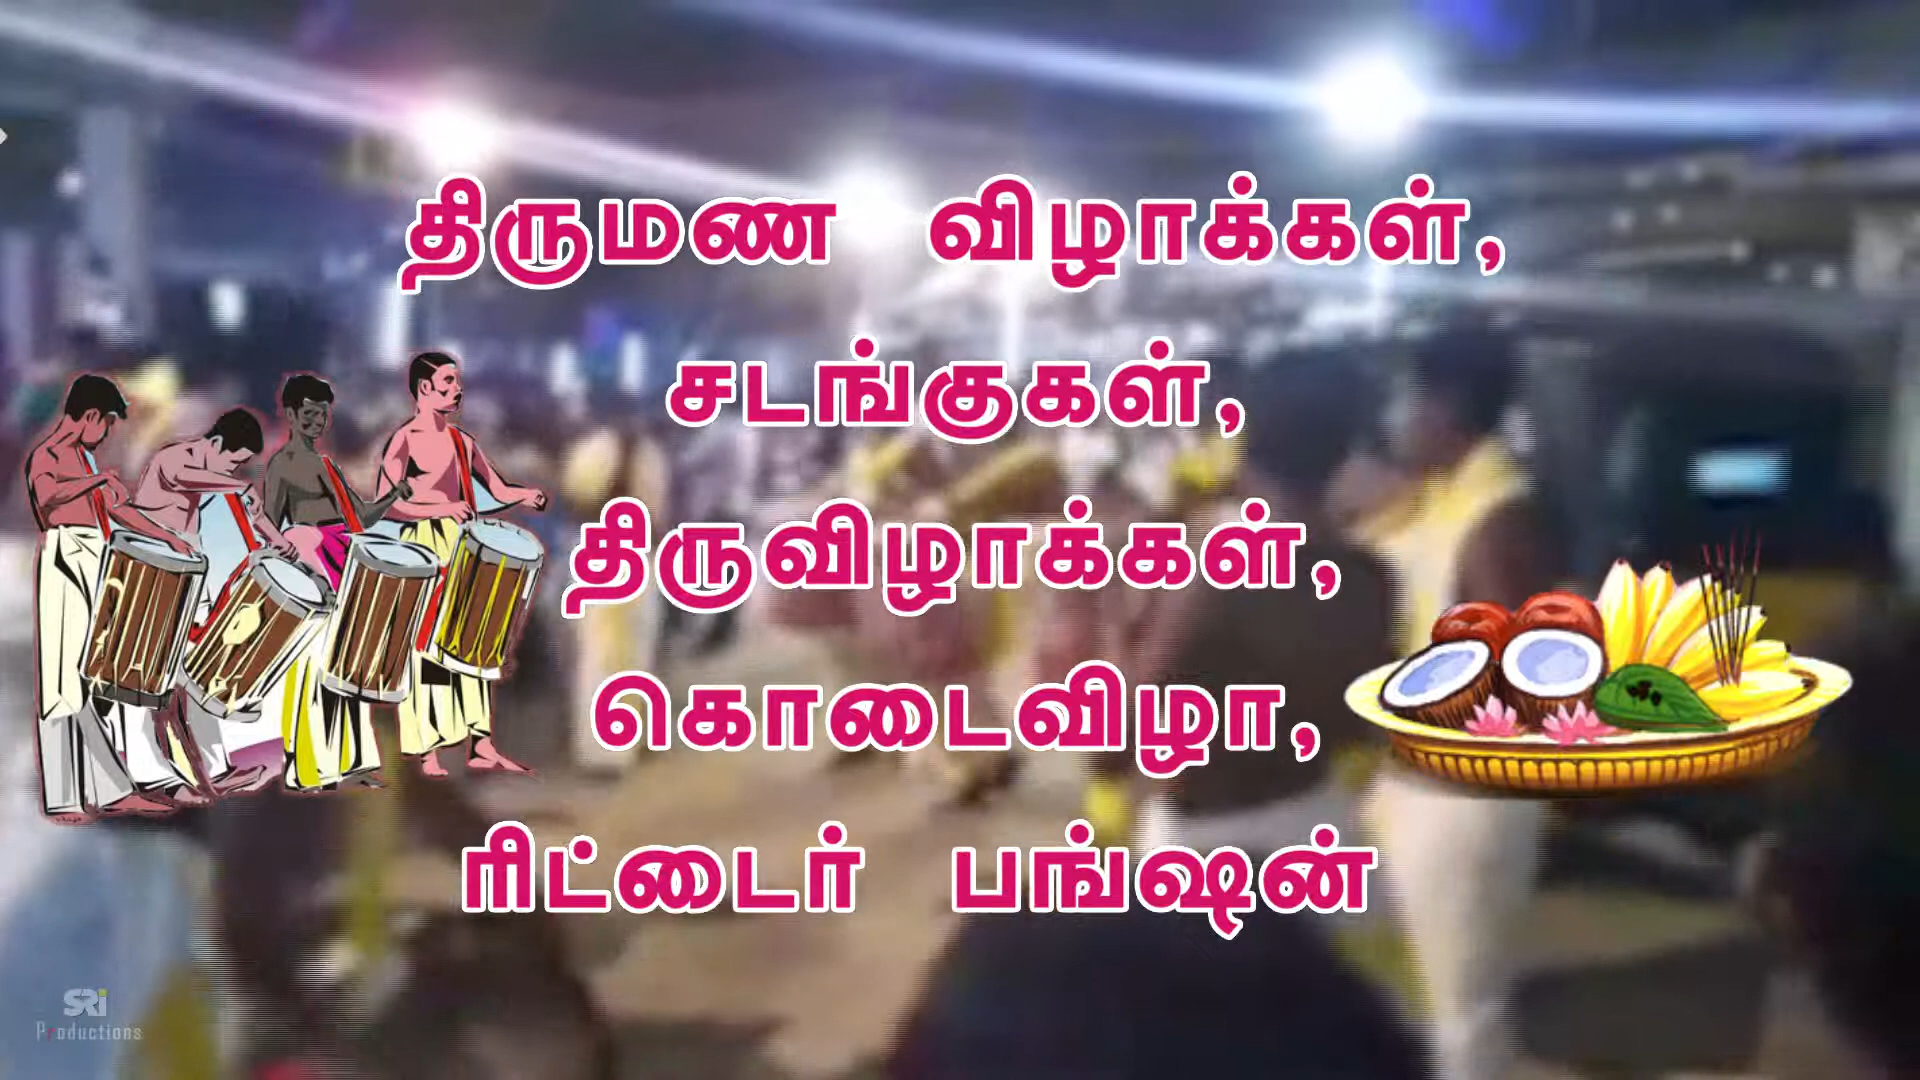 திருமண விழாக்கள்,
சடங்குகள்,
திருவிழாக்கள்,
கொடைவிழா,
ரிட்டைர் பங்ஷன்
SRi
Productions